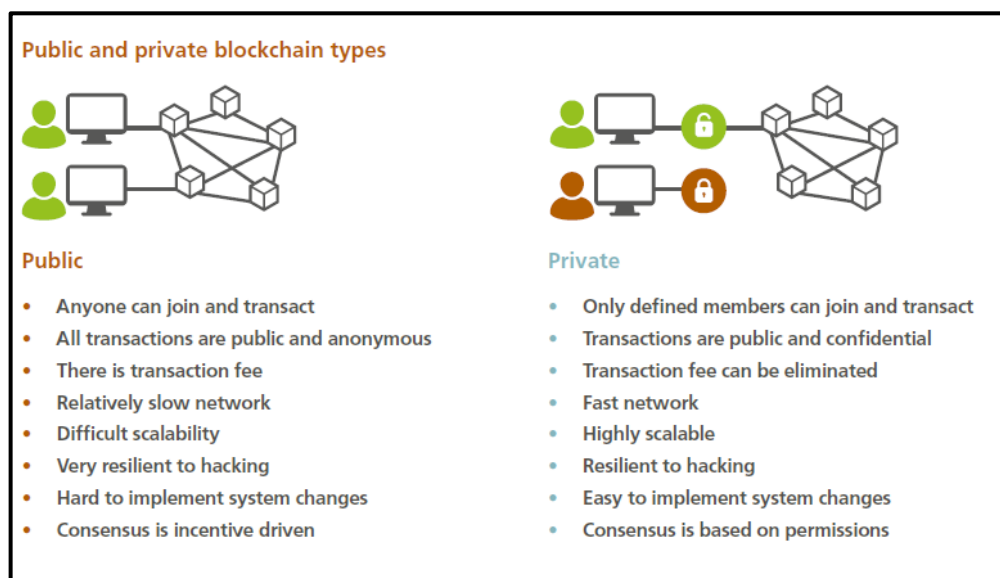 Public and private blockchain types
Public
• Anyone can join and transact
• All transactions are public and anonymous
• There is transaction fee
• Relatively slow network
• Difficult scalability
• Very resilient to hacking
• Hard to implement system changes
• Consensus is incentive driven
Private
• Only defined members can join and transact
• Transactions are public and confidential
• Transaction fee can be eliminated
• Fast network
• Highly scalable
• Resilient to hacking
• Easy to implement system changes
• Consensus is based on permissions